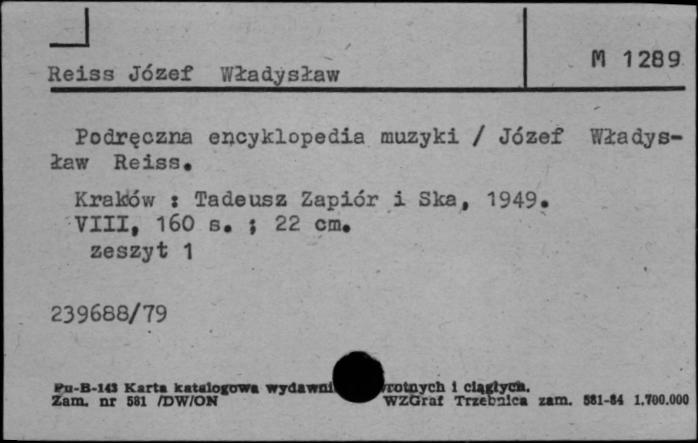 Reiss Józef Władysław
M 1289
Podręczna encyklopedia muzyki / Józef Władys-
ław Reiss.
Kraków : Tadeusz Zapiór i Ska, 1949.
VIII, 160 s. ; 22 cm.
zeszyt 1
239688/79
Pu-B-143 Karta katalogowa wydawni rotnych i ciągłych.
Zam. nr 581 /DW/ON WZGraf Trzebnica zam. 581-84 1.700.000